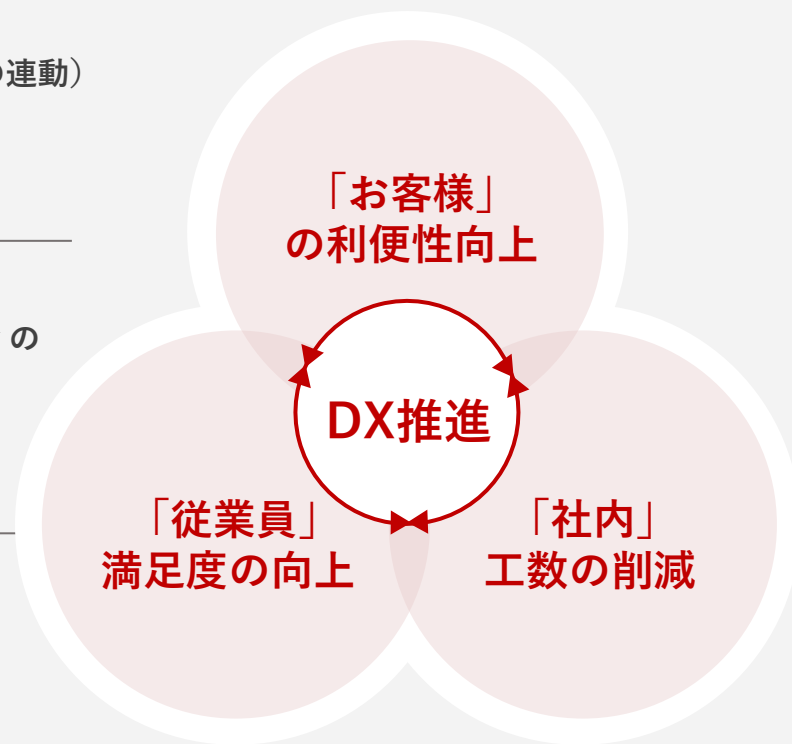 の連動）
「お客様」
の利便性向上
の
DX推進
「従業員」
満足度の向上
「社内」
工数の削減